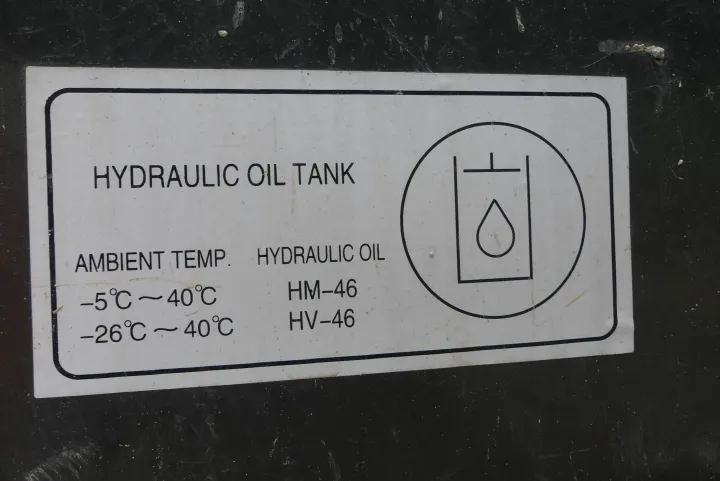 HYDRAULIC OIL TANK
AMBIENT TEMP. HYDRAULIC OIL
–5℃~40℃ HM–46
–26℃~40℃ HV–46